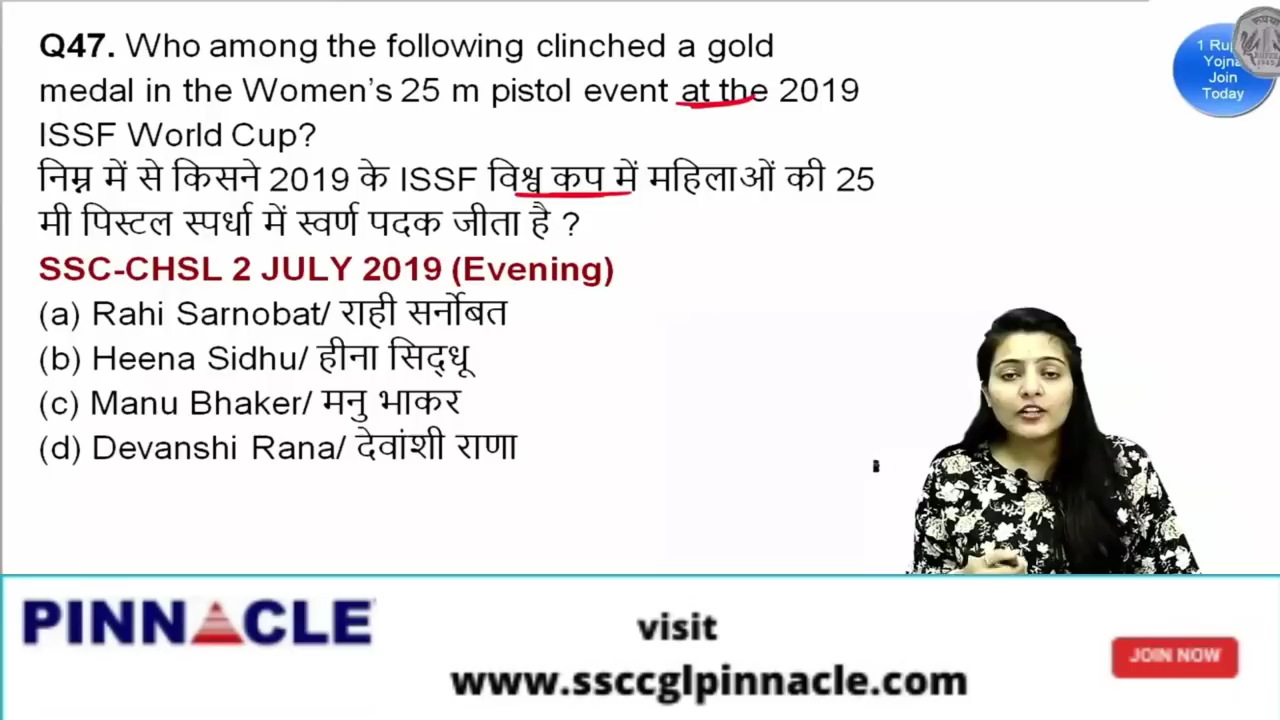 Q47. Who among the following clinched a gold
medal in the Women's 25 m pistol event at the 2019
ISSF World Cup?
निम्न में से किसने 2019 के ISSF विश्व कप में महिलाओं की 25
मी पिस्टल स्पर्धा में स्वर्ण पदक जीता है ?
SSC-CHSL 2 JULY 2019 (Evening)
(a) Rahi Sarnobat/ राही सर्नोबत
(b) Heena Sidhu/ हीना सिद्धू
(c) Manu Bhaker/ मनु भाकर
(d) Devanshi Rana/ देवांशी राणा
1 Rup
Yojna
Join
Today
PINNACLE
visit
www.ssccglpinnacle.com
JOIN NOW